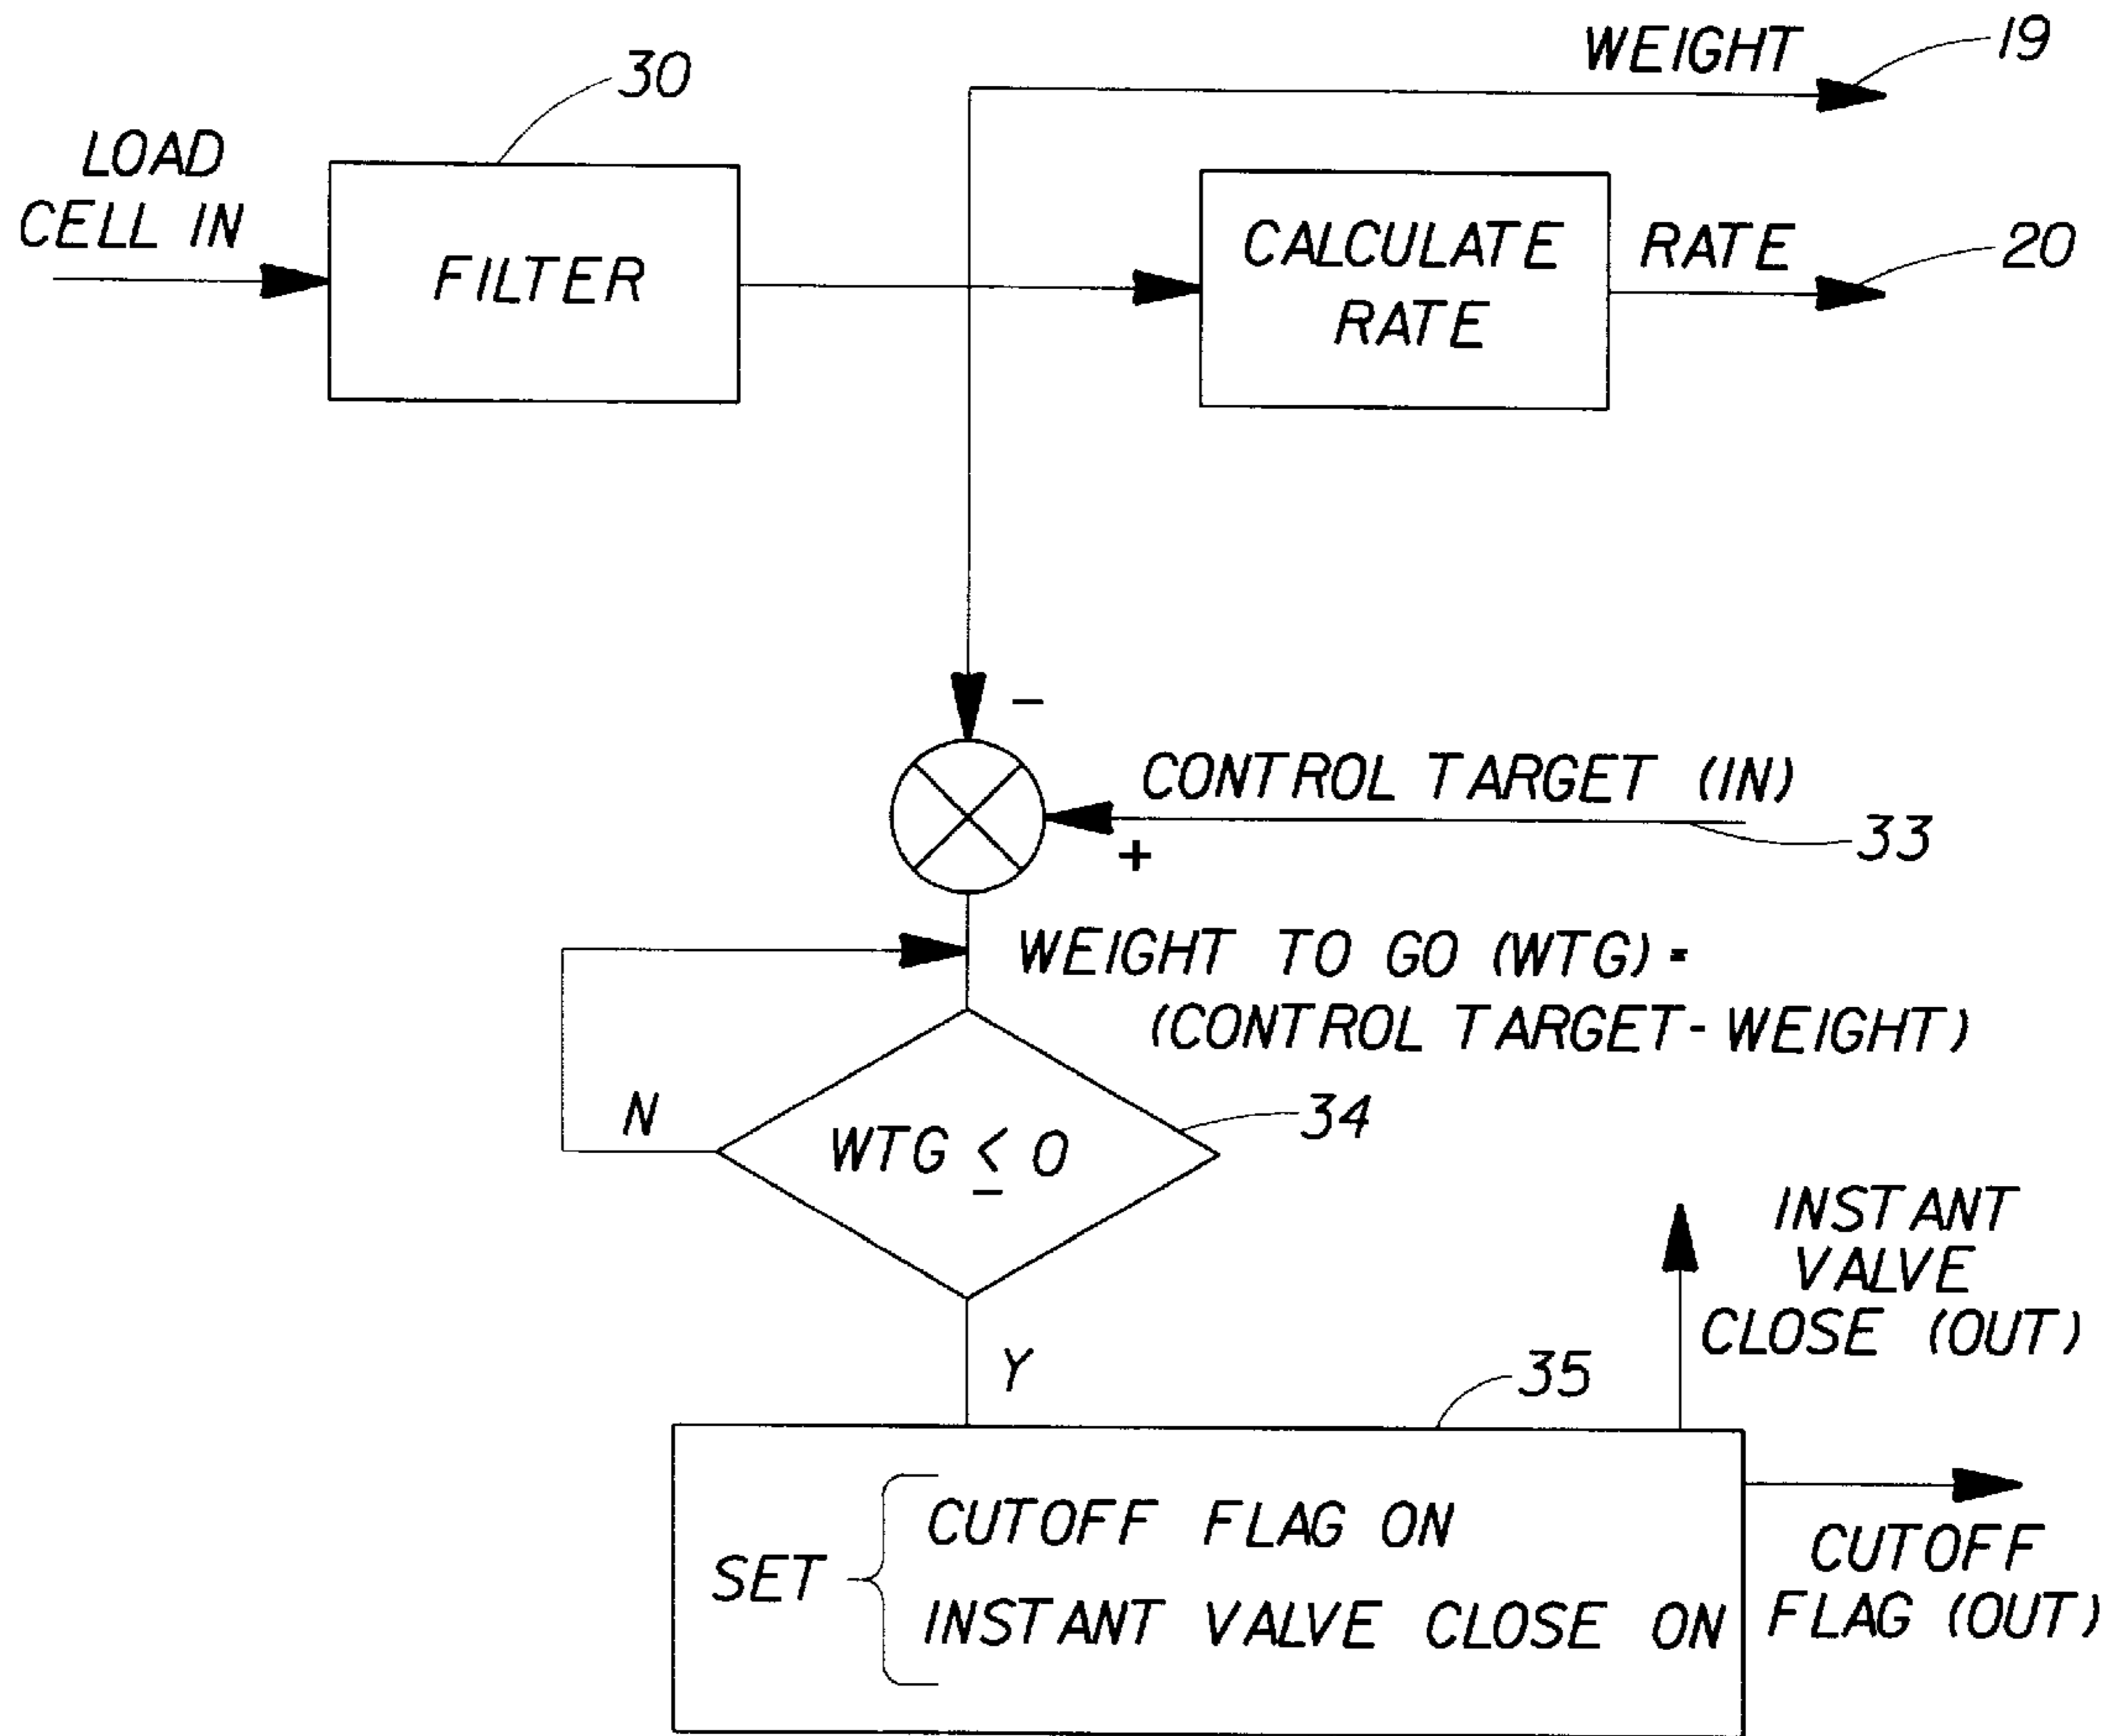 WEIGHT
19
30
LOAD
CELL IN
FILTER
CALCULATE
RATE
RATE
20
-
CONTROL TARGET (IN)
+
33
WEIGHT TO GO (WTG) =
(CONTROL TARGET - WEIGHT)
N
WTG ≤ 0
34
INSTANT
VALVE
CLOSE (OUT)
Y
35
SET
CUTOFF FLAG ON
INSTANT VALVE CLOSE ON
CUTOFF
FLAG (OUT)